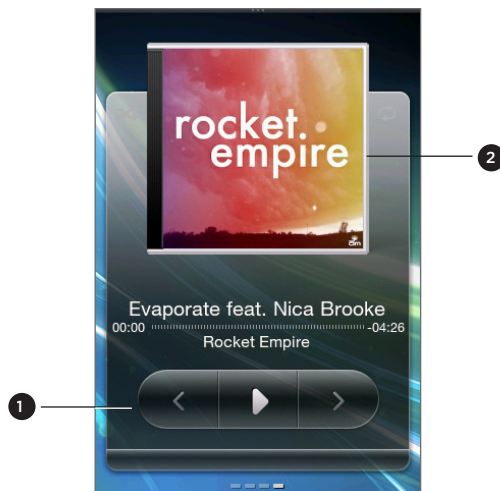 rocket.
empire
2
Evaporate feat. Nica Brooke
00:00 -04:26
Rocket Empire
1